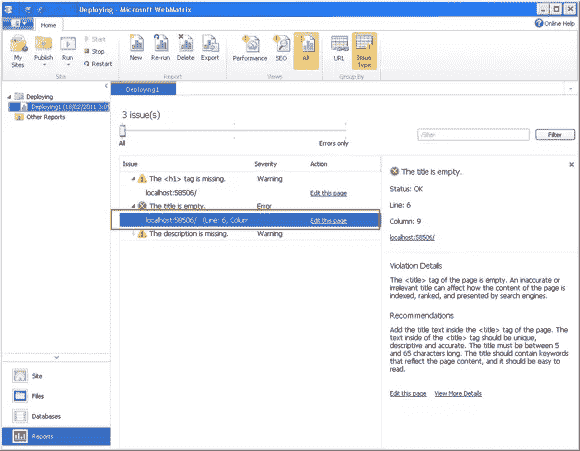 Deploying - Microsoft WebMatrix
Home
Online Help
My Sites
Publish
Run
Start
Stop
Restart
New
Re-run
Delete
Export
Performance
SEO
All
URL
Issue Type
Site
Report
Views
Group by
Deploying
Other Reports
Deploying1
3 issue(s)
All
Errors only
Filter
Filter
Issue Severity Action
The <h1> tag is missing. Warning
localhost:58506/ Edit this page
The title is empty. Error
localhost:58506/ (Line: 6, Colum Edit this page
The description is missing. Warning
The title is empty.
Status: OK
Line: 6
Column: 9
localhost:58506/
Violation Details
The <title> tag of the page is empty. An inaccurate or
irrelevant title can affect how the content of the page is
indexed, ranked, and presented by search engines.
Recommendations
Add the title text inside the <title> tag of the page. The
text inside of the <title> tag should be unique,
descriptive and accurate. The title must be between 5
and 65 characters long. The title should contain keywords
that reflect the page content, and it should be easy to
read.
Edit this page View More Details
Site
Files
Databases
Reports